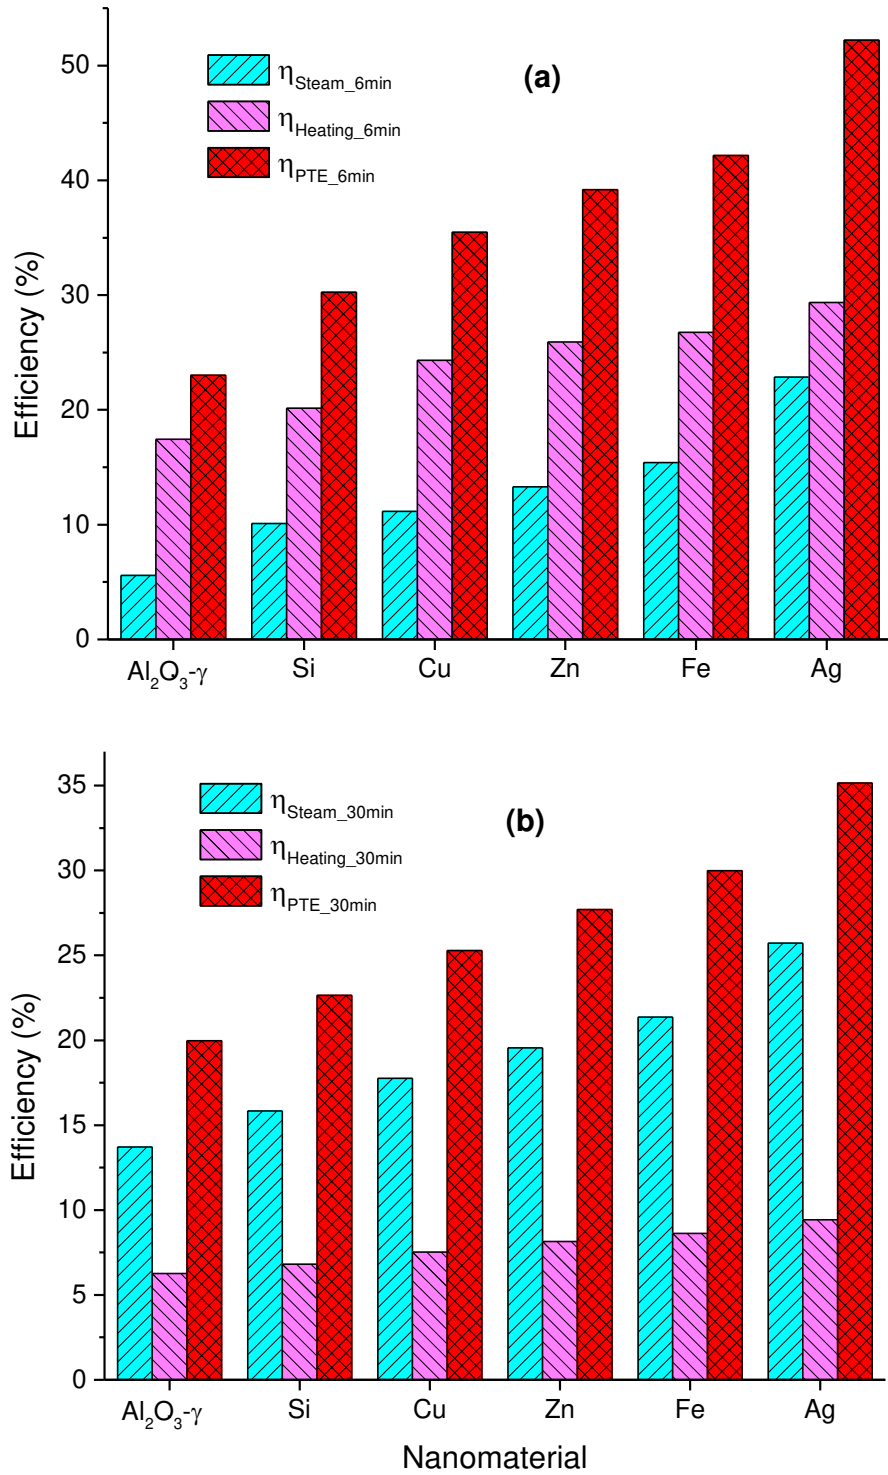 50
40
30
20
10
0
Efficiency (%)
ηSteam_6min
ηHeating_6min
ηPTE_6min
(a)
Al₂O₃-γ Si Cu Zn Fe Ag
35
30
25
20
15
10
5
0
Efficiency (%)
ηSteam_30min
ηHeating_30min
ηPTE_30min
(b)
Al₂O₃-γ Si Cu Zn Fe Ag
Nanomaterial